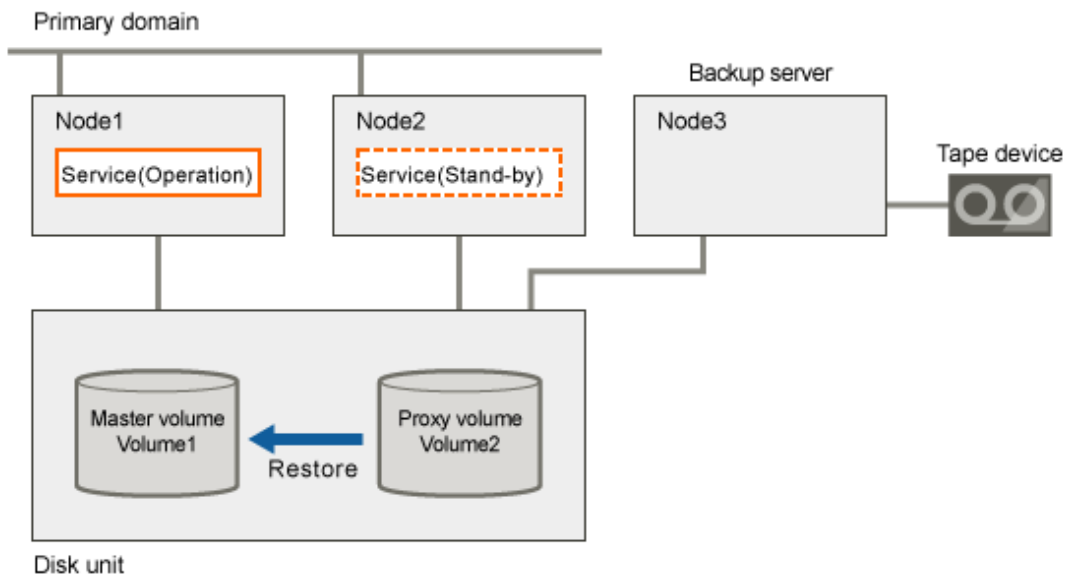 Primary domain
Backup server
Node1
Node2
Node3
Service(Operation)
Service(Stand-by)
Tape device
Master volume
Volume1
Proxy volume
Volume2
Restore
Disk unit